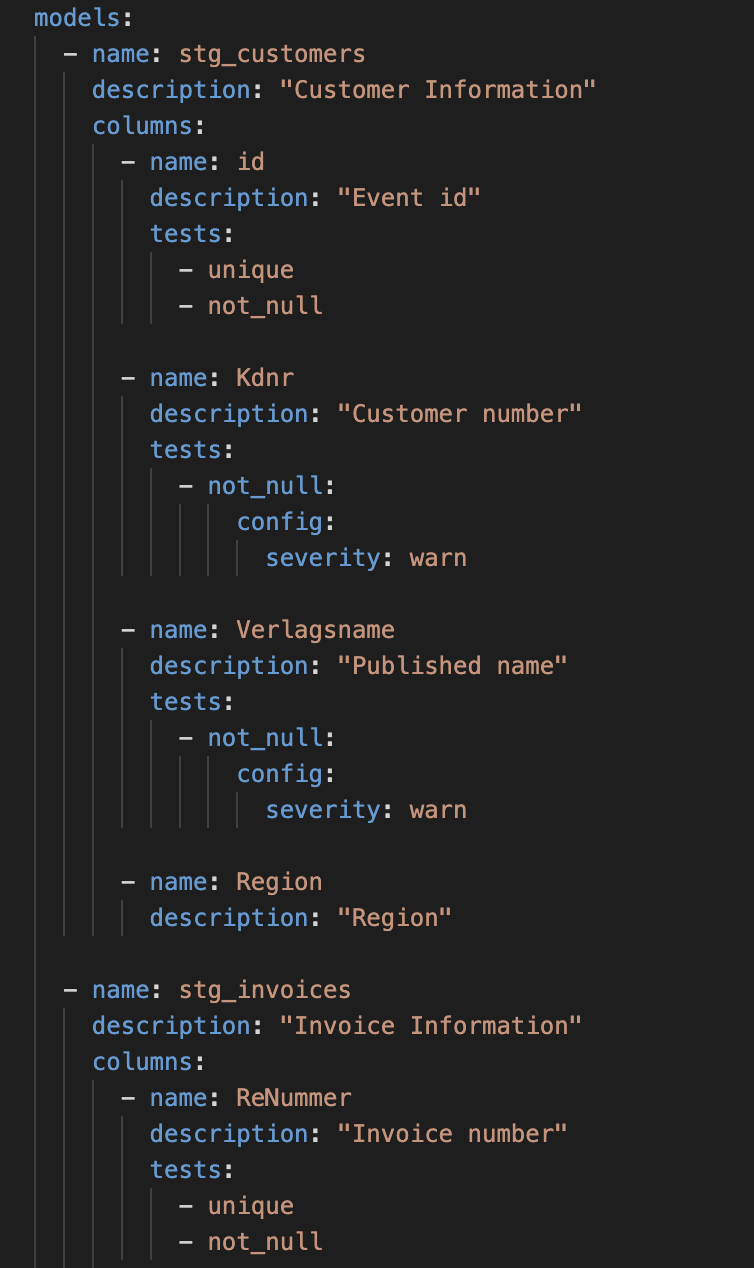 models:
- name: stg_customers
description: "Customer Information"
columns:
- name: id
description: "Event id"
tests:
- unique
- not_null
- name: Kdnr
description: "Customer number"
tests:
- not_null:
config:
severity: warn
- name: Verlagsname
description: "Published name"
tests:
- not_null:
config:
severity: warn
- name: Region
description: "Region"
- name: stg_invoices
description: "Invoice Information"
columns:
- name: ReNummer
description: "Invoice number"
tests:
- unique
- not_null